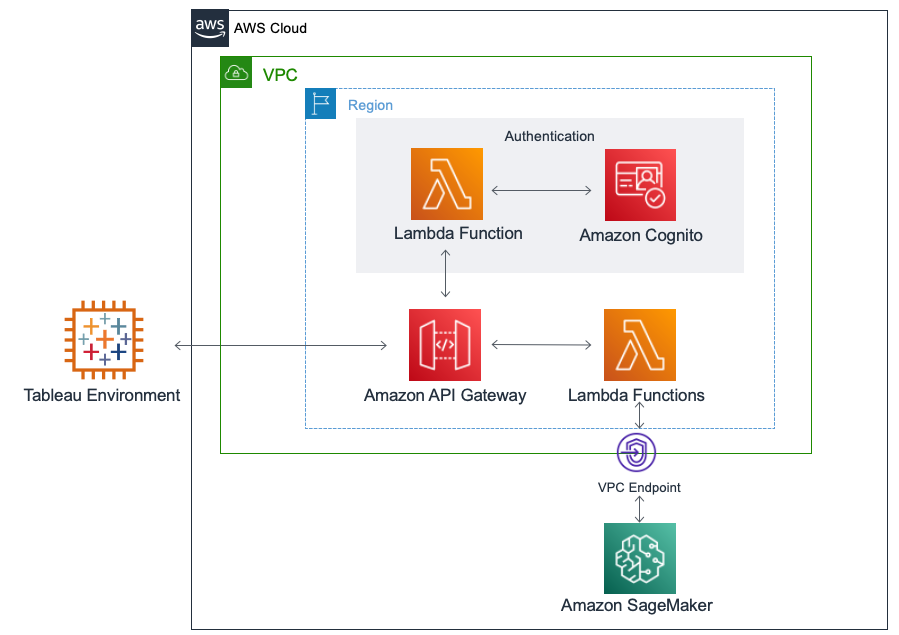 aws
AWS Cloud
VPC
Region
Authentication
Lambda Function
Amazon Cognito
</>
Tableau Environment
Amazon API Gateway
Lambda Functions
VPC Endpoint
Amazon SageMaker